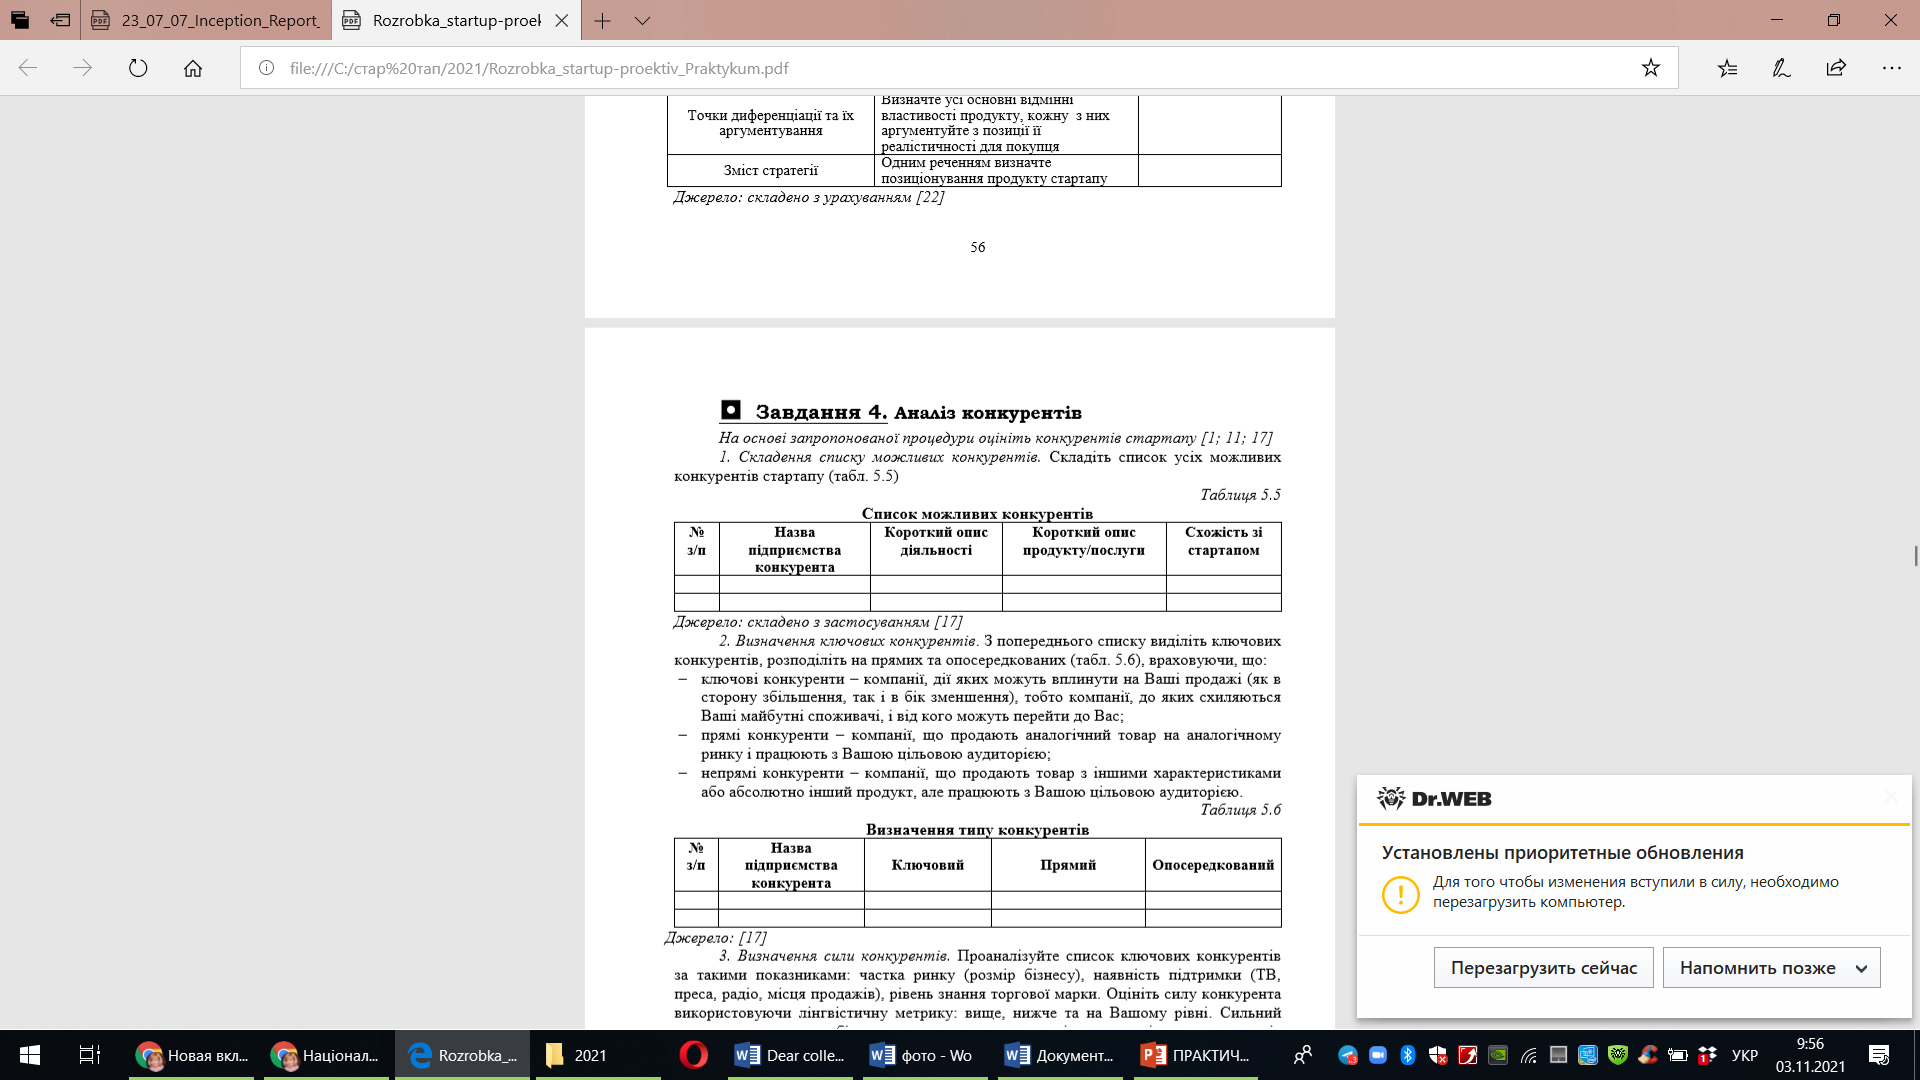 23_07_07_Inception_Report_
Rozrobka_startup-proek
file:///C:/стар%20тап/2021/Rozrobka_startup-proektiv_Praktykum.pdf
Точки диференціації та їх аргументування
Визначте усі основні відмінні
властивості продукту, кожну з них
аргументуйте з позиції її
реалістичності для покупця
Зміст стратегії
Одним реченням визначте
позиціонування продукту стартапу
Джерело: складено з урахуванням [22]
56
Завдання 4. Аналіз конкурентів
На основі запропонованої процедури оцініть конкурентів стартапу [1; 11; 17]
1. Складення списку можливих конкурентів. Складіть список усіх можливих
конкурентів стартапу (табл. 5.5)
Таблиця 5.5
Список можливих конкурентів
№ з/п
Назва підприємства конкурента
Короткий опис діяльності
Короткий опис продукту/послуги
Схожість зі стартапом
Джерело: складено з застосуванням [17]
2. Визначення ключових конкурентів. З попереднього списку виділіть ключових
конкурентів, розподіліть на прямих та опосередкованих (табл. 5.6), враховуючи, що:
– ключові конкуренти – компанії, дії яких можуть вплинути на Ваші продажі (як в
сторону збільшення, так і в бік зменшення), тобто компанії, до яких схиляються
Ваші майбутні споживачі, і від кого можуть перейти до Вас;
– прямі конкуренти – компанії, що продають аналогічний товар на аналогічному
ринку і працюють з Вашою цільовою аудиторією;
– непрямі конкуренти – компанії, що продають товар з іншими характеристиками
або абсолютно інший продукт, але працюють з Вашою цільовою аудиторією.
Таблиця 5.6
Визначення типу конкурентів
№ з/п
Назва підприємства конкурента
Ключовий
Прямий
Опосередкований
Джерело: [17]
3. Визначення сили конкурентів. Проаналізуйте список ключових конкурентів
за такими показниками: частка ринку (розмір бізнесу), наявність підтримки (ТВ,
преса, радіо, місця продажів), рівень знання торгової марки. Оцініть силу конкурента
використовуючи лінгвістичну метрику: вище, нижче та на Вашому рівні. Сильний
Dr.WEB
Установлены приоритетные обновления
Для того чтобы изменения вступили в силу, необходимо
перезагрузить компьютер.
Перезагрузить сейчас
Напомнить позже
Новая вкл...
Націонал...
Rozrobka_...
2021
Dear colle...
фото - Wo
Документ...
ПРАКТИЧ...
УКР
9:56
03.11.2021